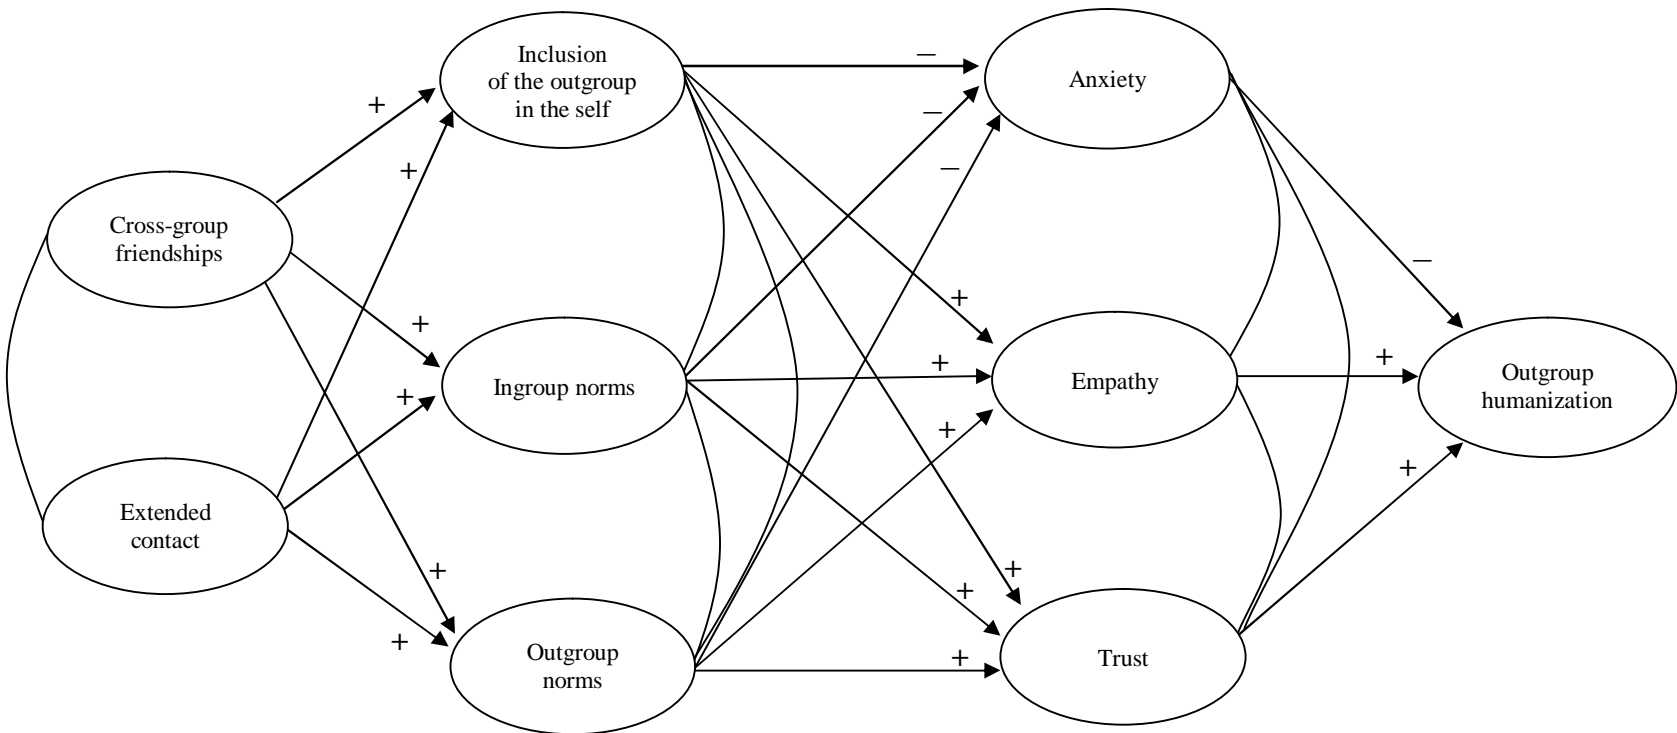 Inclusion
of the outgroup
in the self
Anxiety
Cross-group
friendships
Ingroup norms
Empathy
Outgroup
humanization
Extended
contact
Outgroup
norms
Trust
+
+
+
+
+
+
–
–
–
+
+
+
+
+
+
–
+
+